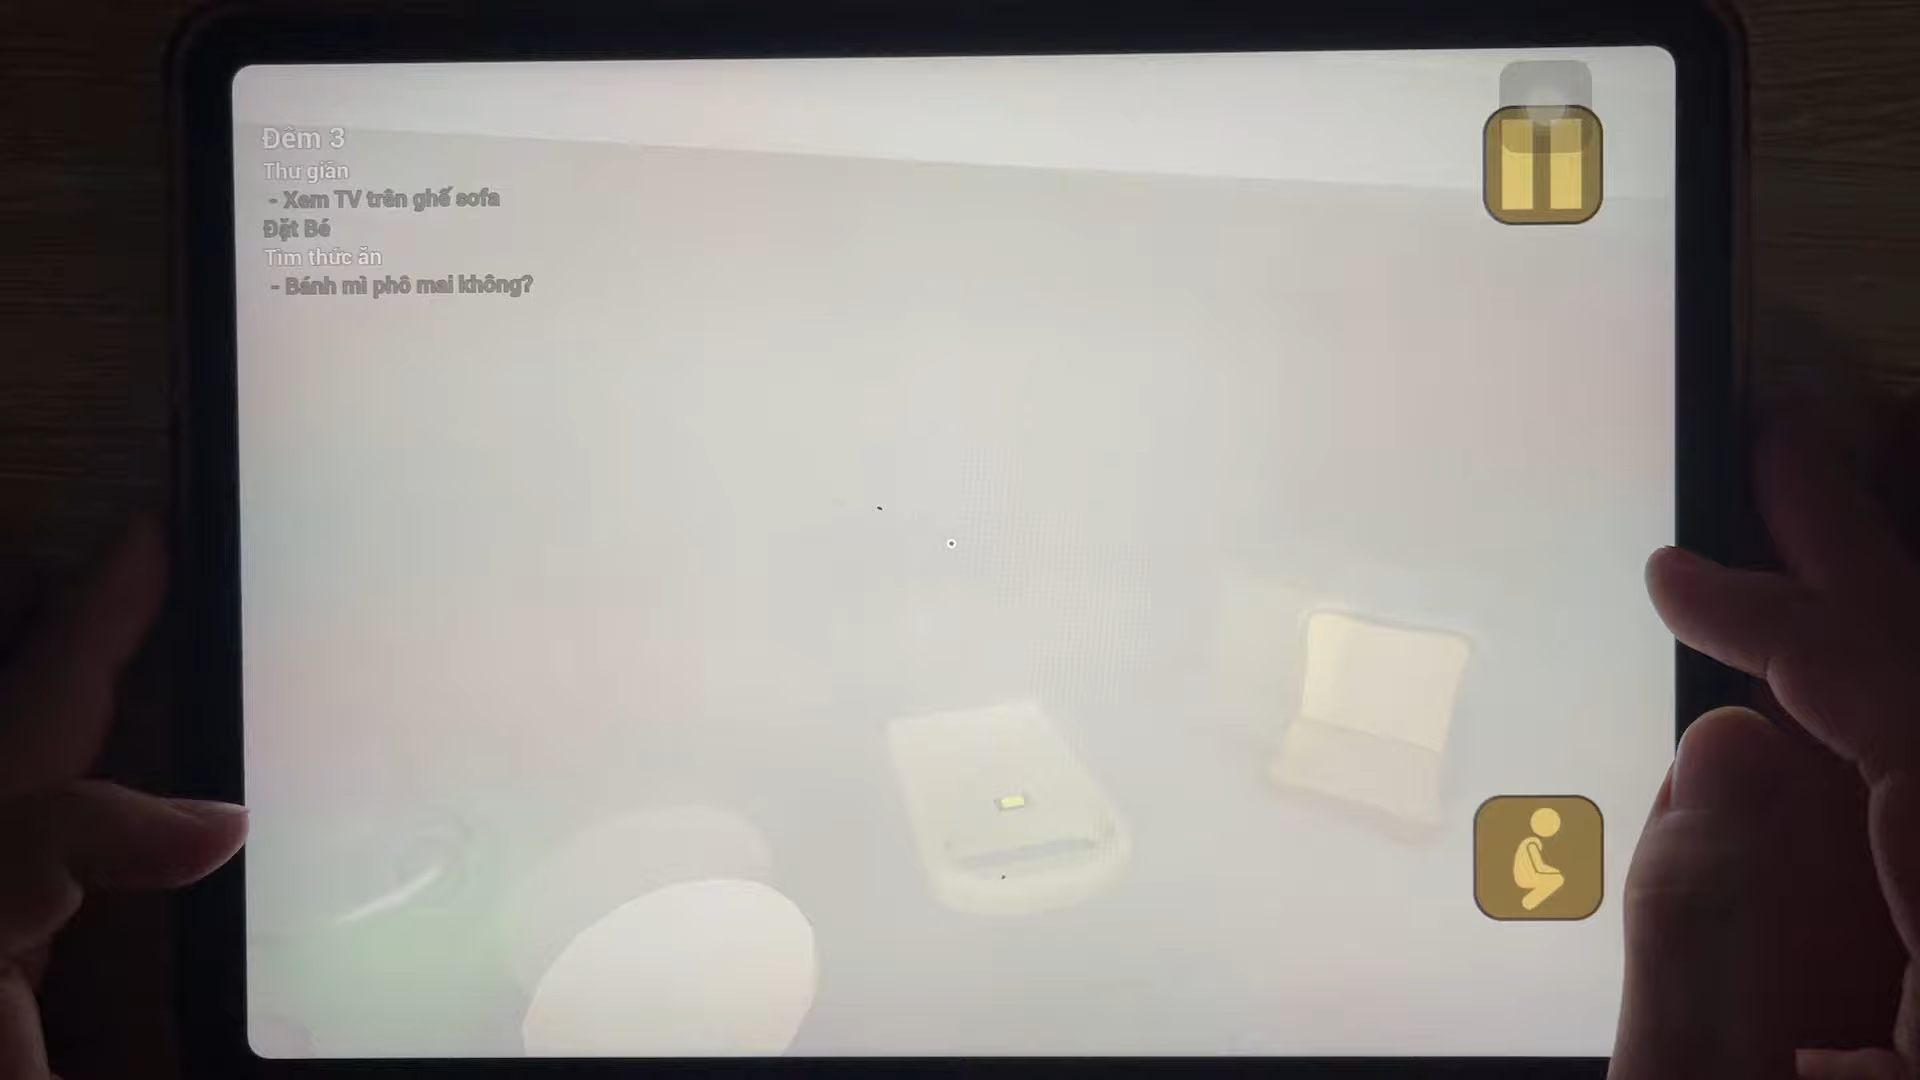 Đêm 3
Thư giãn
- Xem TV trên ghế sofa
Đặt Bé
Tìm thức ăn
- Bánh mì phô mai không?